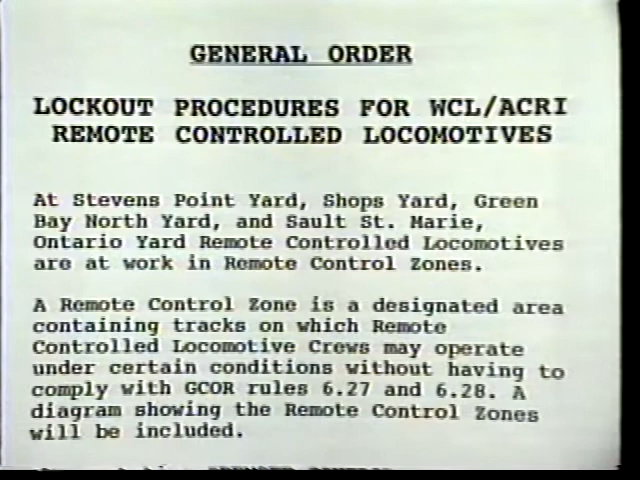 GENERAL ORDER
LOCKOUT PROCEDURES FOR WCL/ACRI
REMOTE CONTROLLED LOCOMOTIVES
At Stevens Point Yard, Shops Yard, Green
Bay North Yard, and Sault St. Marie,
Ontario Yard Remote Controlled Locomotives
are at work in Remote Control Zones.
A Remote Control Zone is a designated area
containing tracks on which Remote
Controlled Locomotive Crews may operate
under certain conditions without having to
comply with GCOR rules 6.27 and 6.28. A
diagram showing the Remote Control Zones
will be included.